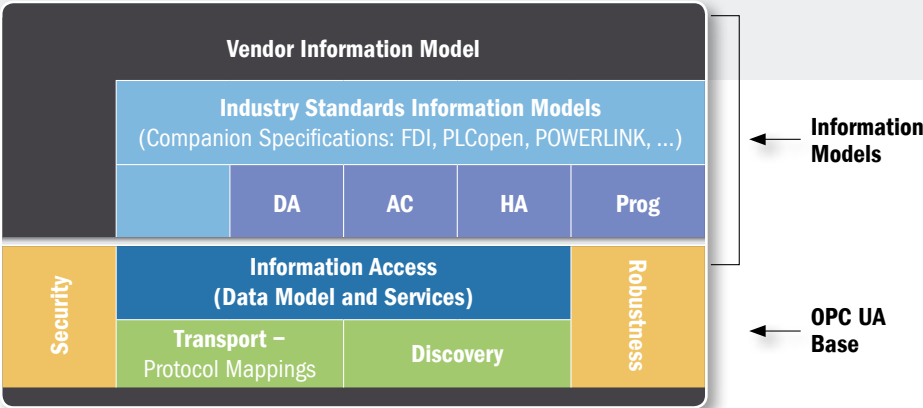 Vendor Information Model
Industry Standards Information Models
(Companion Specifications: FDI, PLCopen, POWERLINK, ...)
DA
AC
HA
Prog
Information
Models
Security
Information Access
(Data Model and Services)
Robustness
Transport –
Protocol Mappings
Discovery
OPC UA
Base